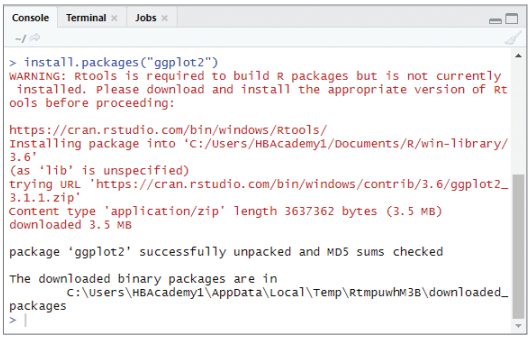 Console Terminal × Jobs ×
~/
> install.packages("ggplot2")
WARNING: Rtools is required to build R packages but is not currently
 installed. Please download and install the appropriate version of Rt
ools before proceeding:

https://cran.rstudio.com/bin/windows/Rtools/
Installing package into ‘C:/Users/HBAcademy1/Documents/R/win-library/
3.6’
(as ‘lib’ is unspecified)
trying URL 'https://cran.rstudio.com/bin/windows/contrib/3.6/ggplot2_
3.1.1.zip'
Content type 'application/zip' length 3637362 bytes (3.5 MB)
downloaded 3.5 MB

package ‘ggplot2’ successfully unpacked and MD5 sums checked

The downloaded binary packages are in
        C:\Users\HBAcademy1\AppData\Local\Temp\RtmpuwhM3B\downloaded_
packages
>